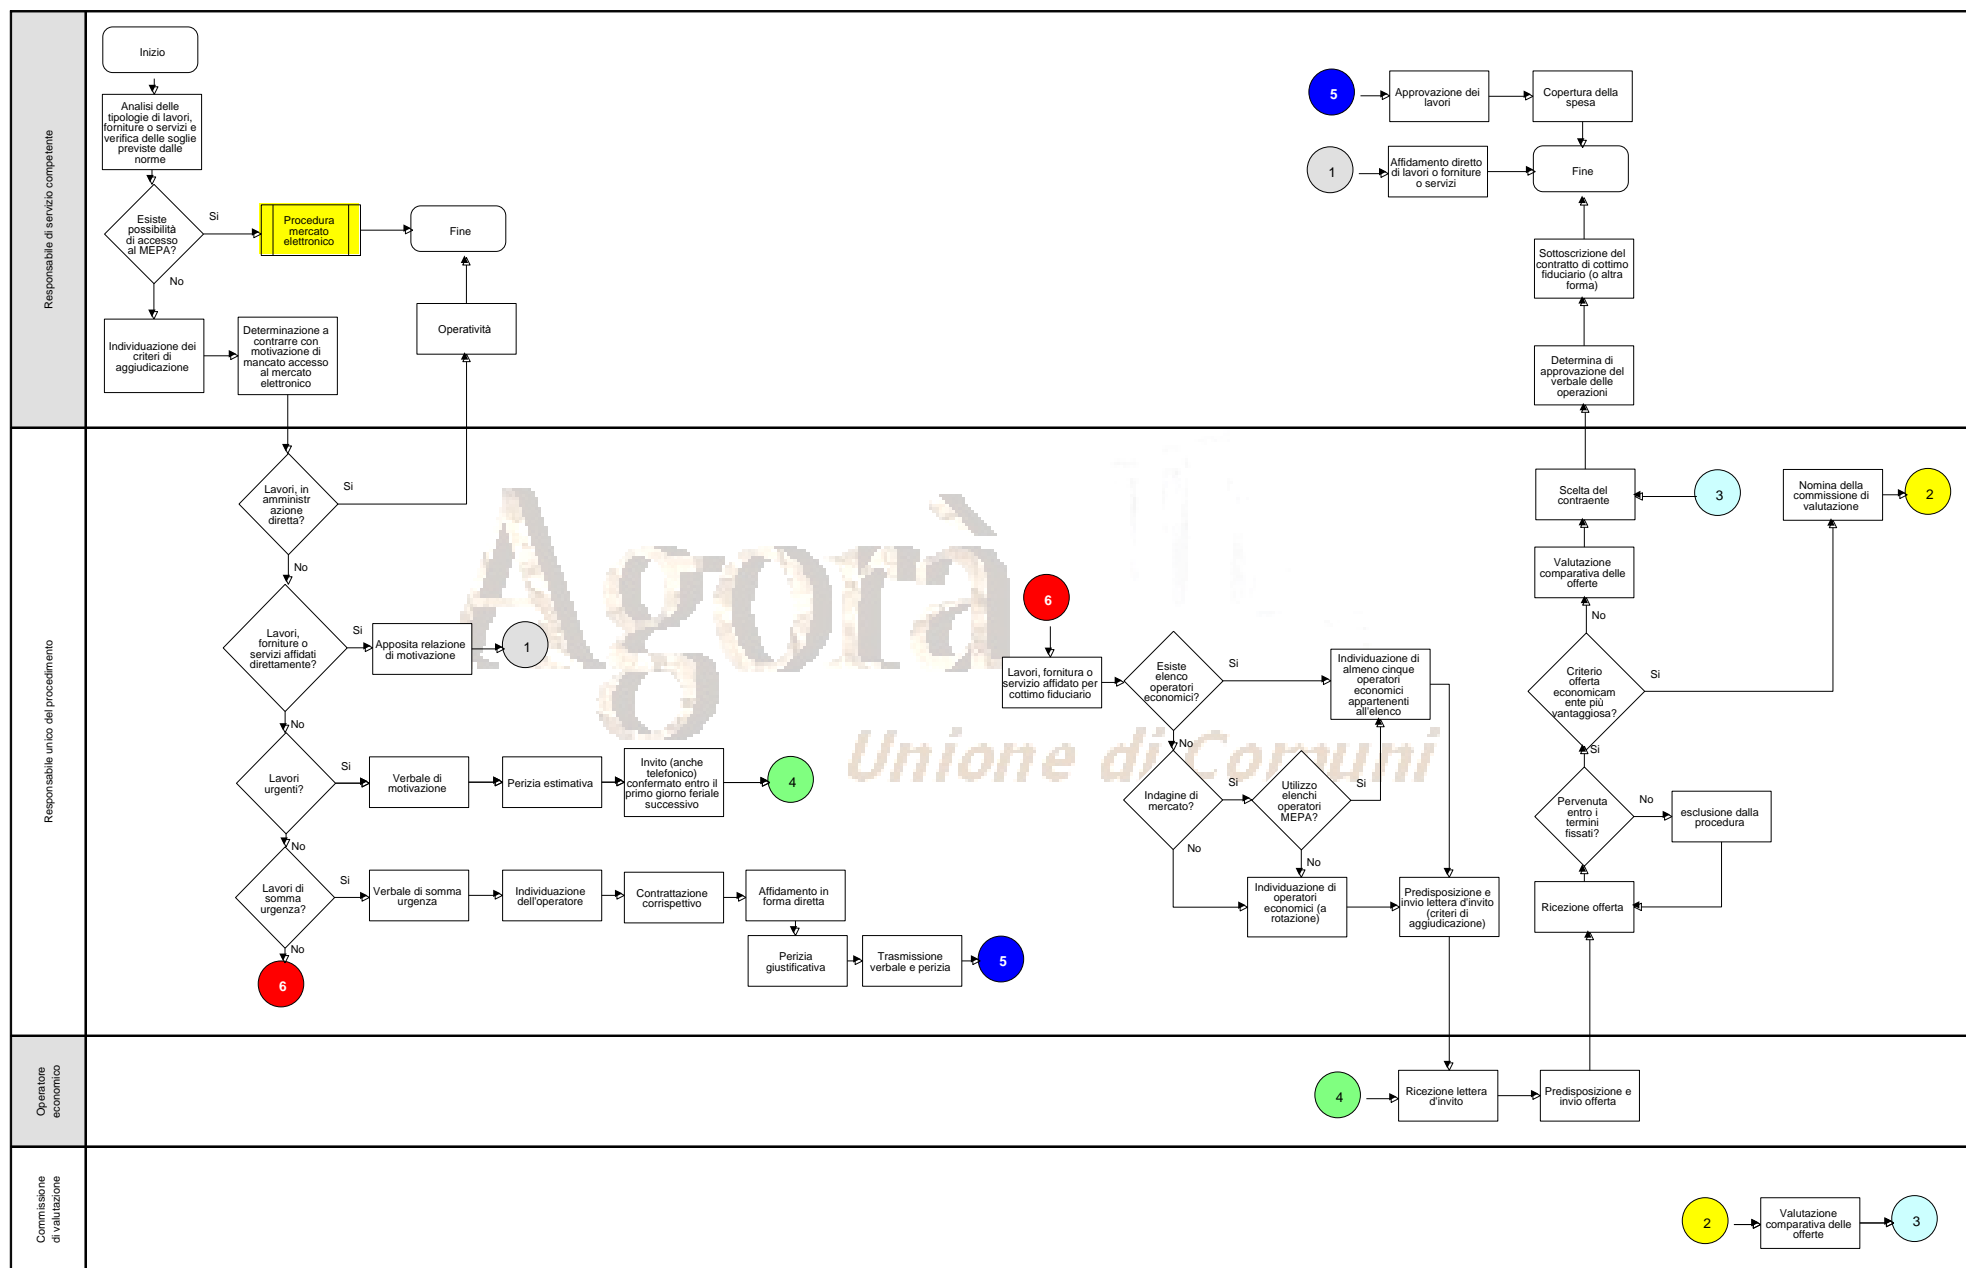 Responsabile di servizio competente
Inizio
Analisi delle
tipologie di lavori,
forniture o servizi e
verifica delle soglie
previste dalle
norme
Esiste
possibilità
di accesso
al MEPA?
Si
Procedura
mercato
elettronico
Fine
No
Individuazione dei
criteri di
aggiudicazione
Determinazione a
contrarre con
motivazione di
mancato accesso
al mercato
elettronico
Operatività
5
Approvazione dei
lavori
Copertura della
spesa
1
Affidamento diretto
di lavori o forniture
o servizi
Fine
Sottoscrizione del
contratto di cottimo
fiduciario (o altra
forma)
Determina di
approvazione del
verbale delle
operazioni
Responsabile unico del procedimento
Lavori, in
amministr
azione
diretta?
Si
No
Lavori,
forniture o
servizi affidati
direttamente?
Si
Apposita relazione
di motivazione
1
No
Lavori
urgenti?
Si
Verbale di
motivazione
Perizia estimativa
Invito (anche
telefonico)
confermato entro il
primo giorno feriale
successivo
4
No
Lavori di
somma
urgenza?
Si
Verbale di somma
urgenza
Individuazione
dell'operatore
Contrattazione
corrispettivo
Affidamento in
forma diretta
Perizia
giustificativa
Trasmissione
verbale e perizia
5
No
6
Agorà
Unione di Comuni
6
Lavori, fornitura o
servizio affidato per
cottimo fiduciario
Esiste
elenco
operatori
economici?
Si
Individuazione di
almeno cinque
operatori
economici
appartenenti
all'elenco
No
Indagine di
mercato?
Si
Utilizzo
elenchi
operatori
MEPA?
Si
No
No
Individuazione di
operatori
economici (a
rotazione)
Predisposizione e
invio lettera d'invito
(criteri di
aggiudicazione)
Scelta del
contraente
3
Nomina della
commissione di
valutazione
2
Valutazione
comparativa delle
offerte
No
Criterio
offerta
economicam
ente più
vantaggiosa?
Si
Si
Pervenuta
entro i
termini
fissati?
No
esclusione dalla
procedura
Ricezione offerta
Operatore
economico
4
Ricezione lettera
d'invito
Predisposizione e
invio offerta
Commissione
di valutazione
2
Valutazione
comparativa delle
offerte
3